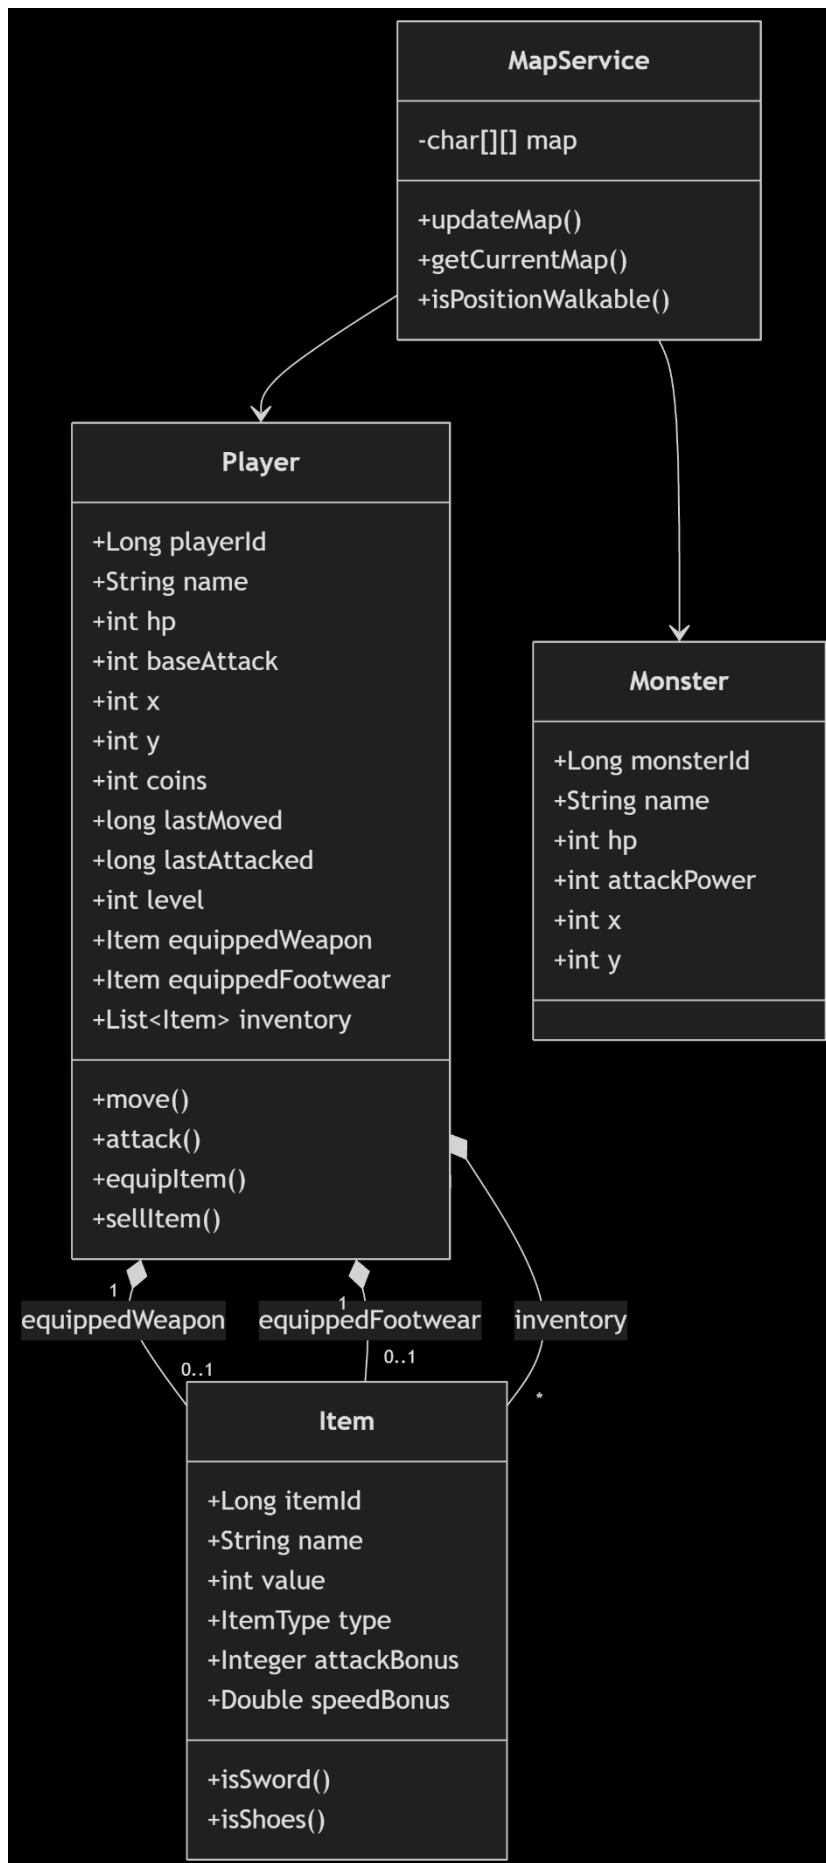 MapService
-char[][] map
+updateMap()
+getCurrentMap()
+isPositionWalkable()
Player
+Long playerId
+String name
+int hp
+int baseAttack
+int x
+int y
+int coins
+long lastMoved
+long lastAttacked
+int level
+Item equippedWeapon
+Item equippedFootwear
+List<Item> inventory
+move()
+attack()
+equipItem()
+sellItem()
Monster
+Long monsterId
+String name
+int hp
+int attackPower
+int x
+int y
1
equippedWeapon
0..1
1
equippedFootwear
0..1
inventory
*
Item
+Long itemId
+String name
+int value
+ItemType type
+Integer attackBonus
+Double speedBonus
+isSword()
+isShoes()